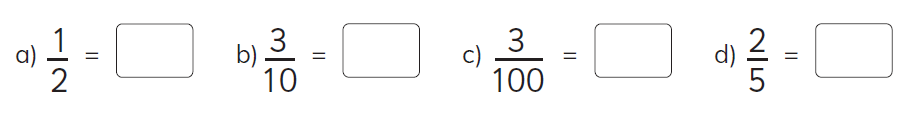 a) 1/2 = b) 3/10 = c) 3/100 = d) 2/5 =